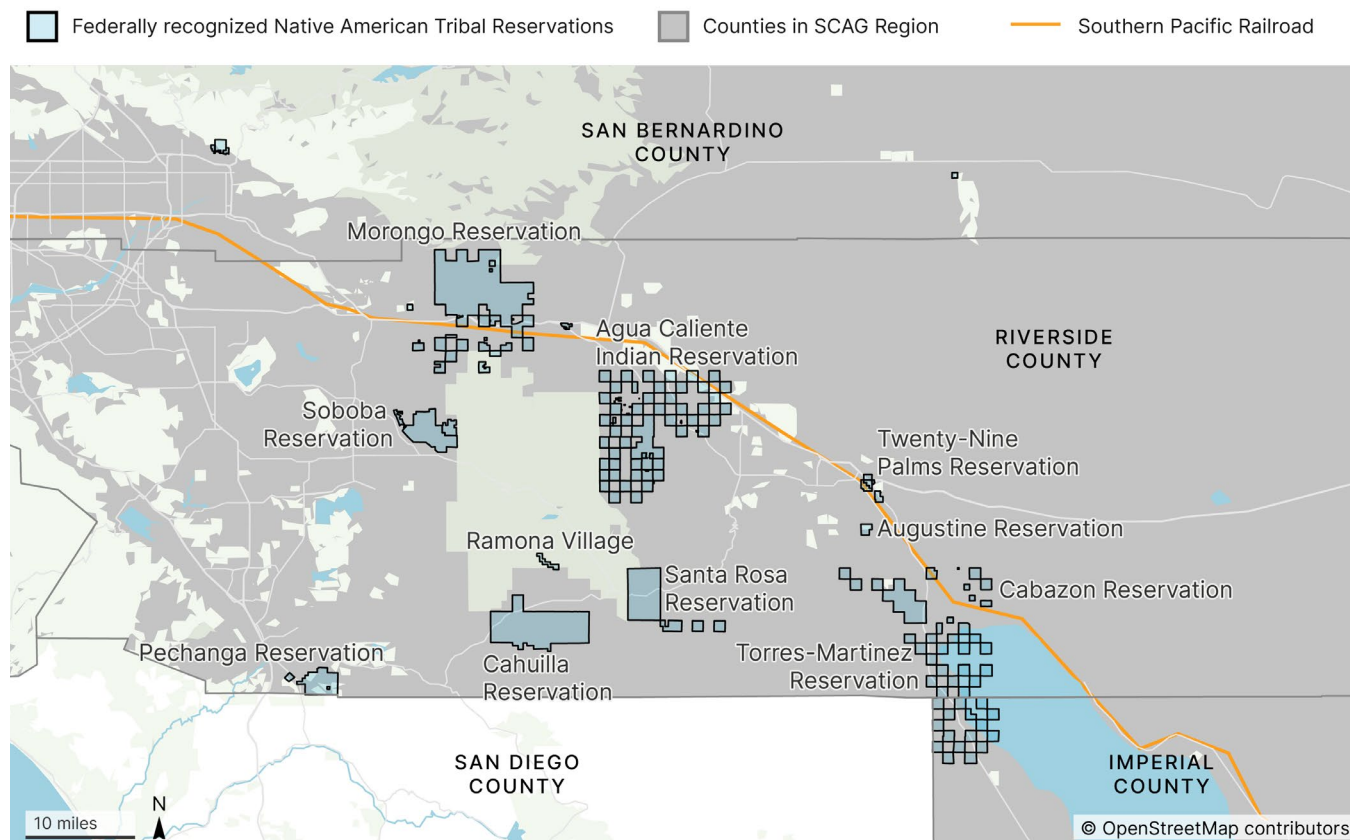 Federally recognized Native American Tribal Reservations
Counties in SCAG Region
Southern Pacific Railroad
SAN BERNARDINO
COUNTY
Morongo Reservation
Agua Caliente
Indian Reservation
RIVERSIDE
COUNTY
Soboba
Reservation
Twenty-Nine
Palms Reservation
Augustine Reservation
Ramona Village
Santa Rosa
Reservation
Cabazon Reservation
Pechanga Reservation
Cahuilla
Reservation
Torres-Martinez
Reservation
SAN DIEGO
COUNTY
IMPERIAL
COUNTY
N
10 miles
© OpenStreetMap contributors